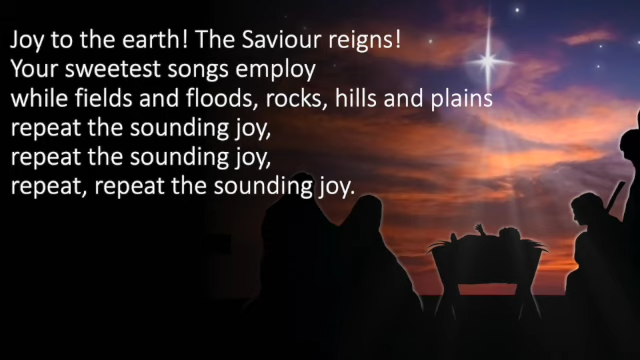 Joy to the earth! The Saviour reigns!
Your sweetest songs employ
while fields and floods, rocks, hills and plains
repeat the sounding joy,
repeat the sounding joy,
repeat, repeat the sounding joy.